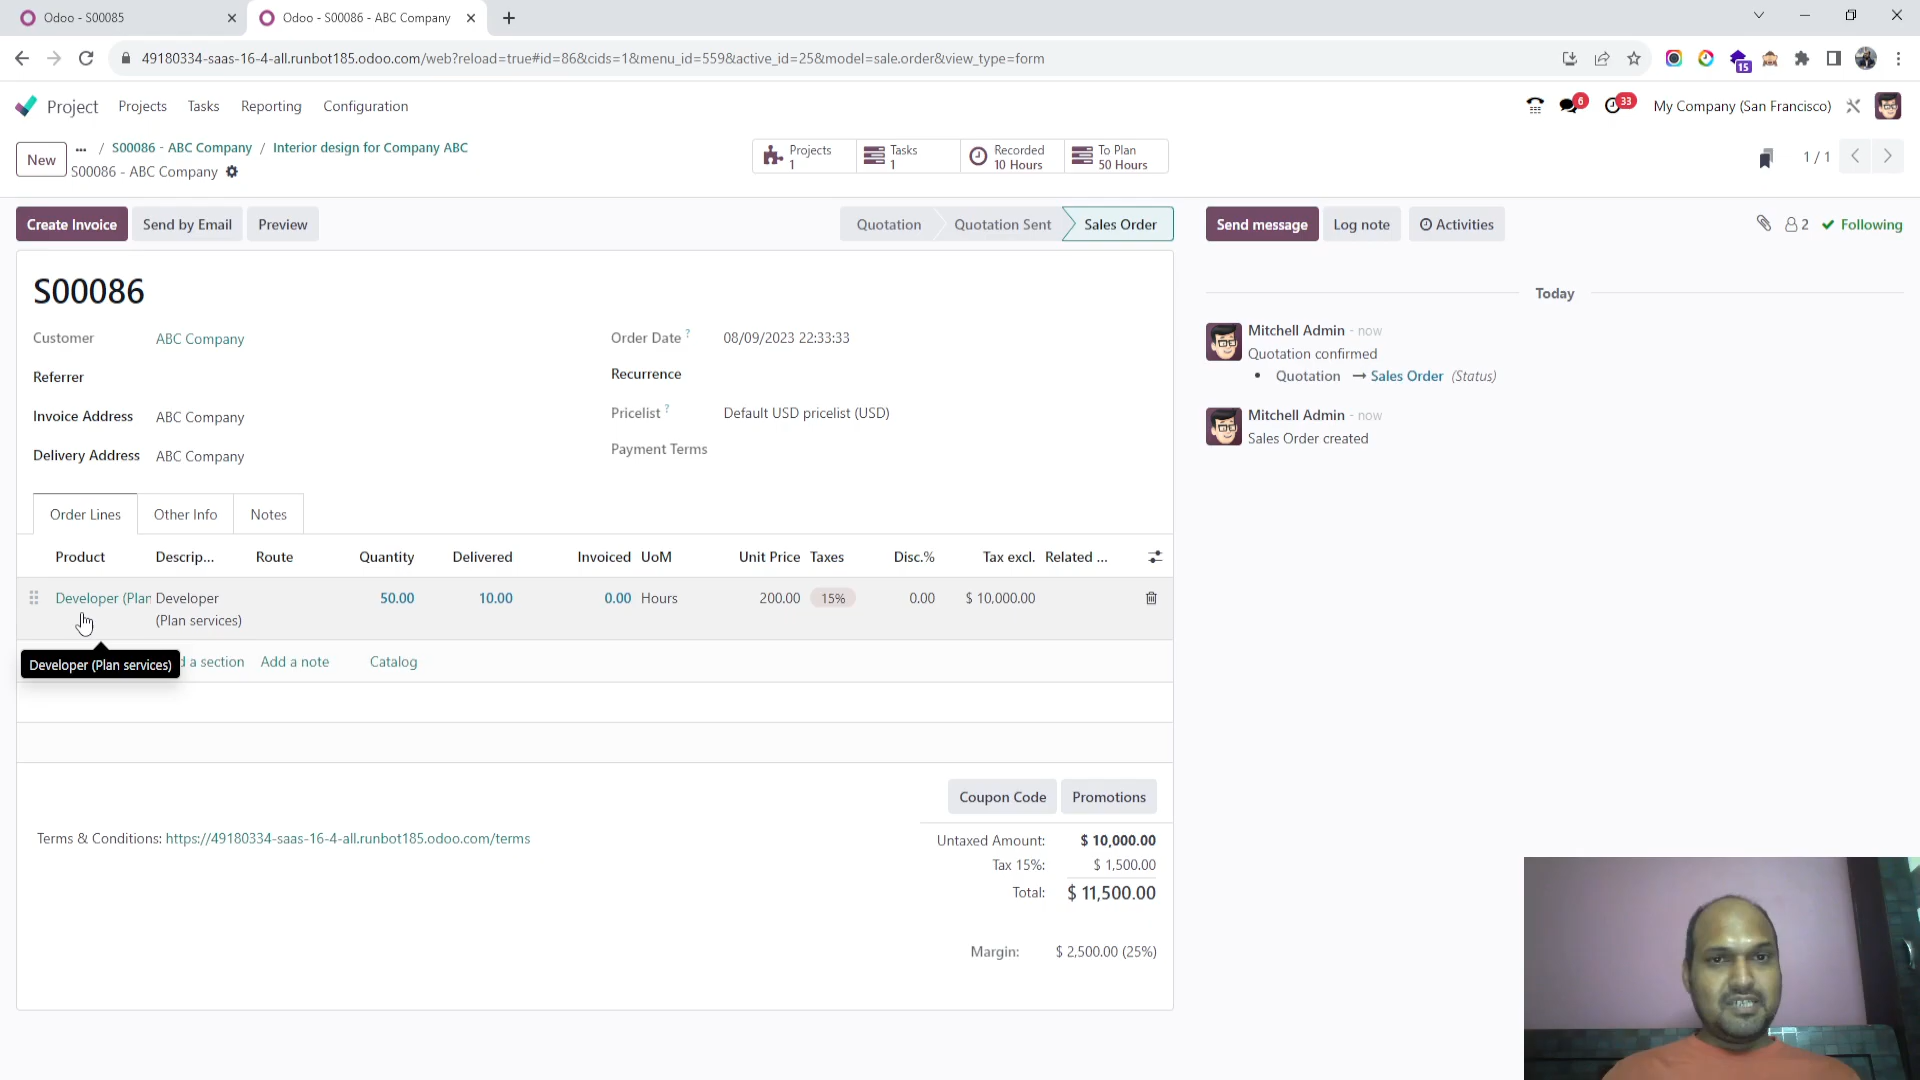 Odoo - S00085
Odoo - S00086 - ABC Company
49180334-saas-16-4-all.runbot185.odoo.com/web?reload=true#id=86&cids=1&menu_id=559&active_id=25&model=sale.order&view_type=form
15
Project
Projects
Tasks
Reporting
Configuration
6
33
My Company (San Francisco)
New
... / S00086 - ABC Company / Interior design for Company ABC
S00086 - ABC Company
Projects
1
Tasks
1
Recorded
10 Hours
To Plan
50 Hours
1 / 1
Create Invoice
Send by Email
Preview
Quotation
Quotation Sent
Sales Order
Send message
Log note
Activities
2
Following
S00086
Customer
ABC Company
Referrer
Invoice Address
ABC Company
Delivery Address
ABC Company
Order Date ?
08/09/2023 22:33:33
Recurrence
Pricelist ?
Default USD pricelist (USD)
Payment Terms
Today
Mitchell Admin - now
Quotation confirmed
• Quotation → Sales Order (Status)
Mitchell Admin - now
Sales Order created
Order Lines
Other Info
Notes
Product
Descrip...
Route
Quantity
Delivered
Invoiced
UoM
Unit Price
Taxes
Disc.%
Tax excl.
Related ...
Developer (Plan
Developer
(Plan services)
50.00
10.00
0.00
Hours
200.00
15%
0.00
$ 10,000.00
Developer (Plan services)
d a section
Add a note
Catalog
Coupon Code
Promotions
Terms & Conditions: https://49180334-saas-16-4-all.runbot185.odoo.com/terms
Untaxed Amount: $ 10,000.00
Tax 15%: $ 1,500.00
Total: $ 11,500.00
Margin: $ 2,500.00 (25%)